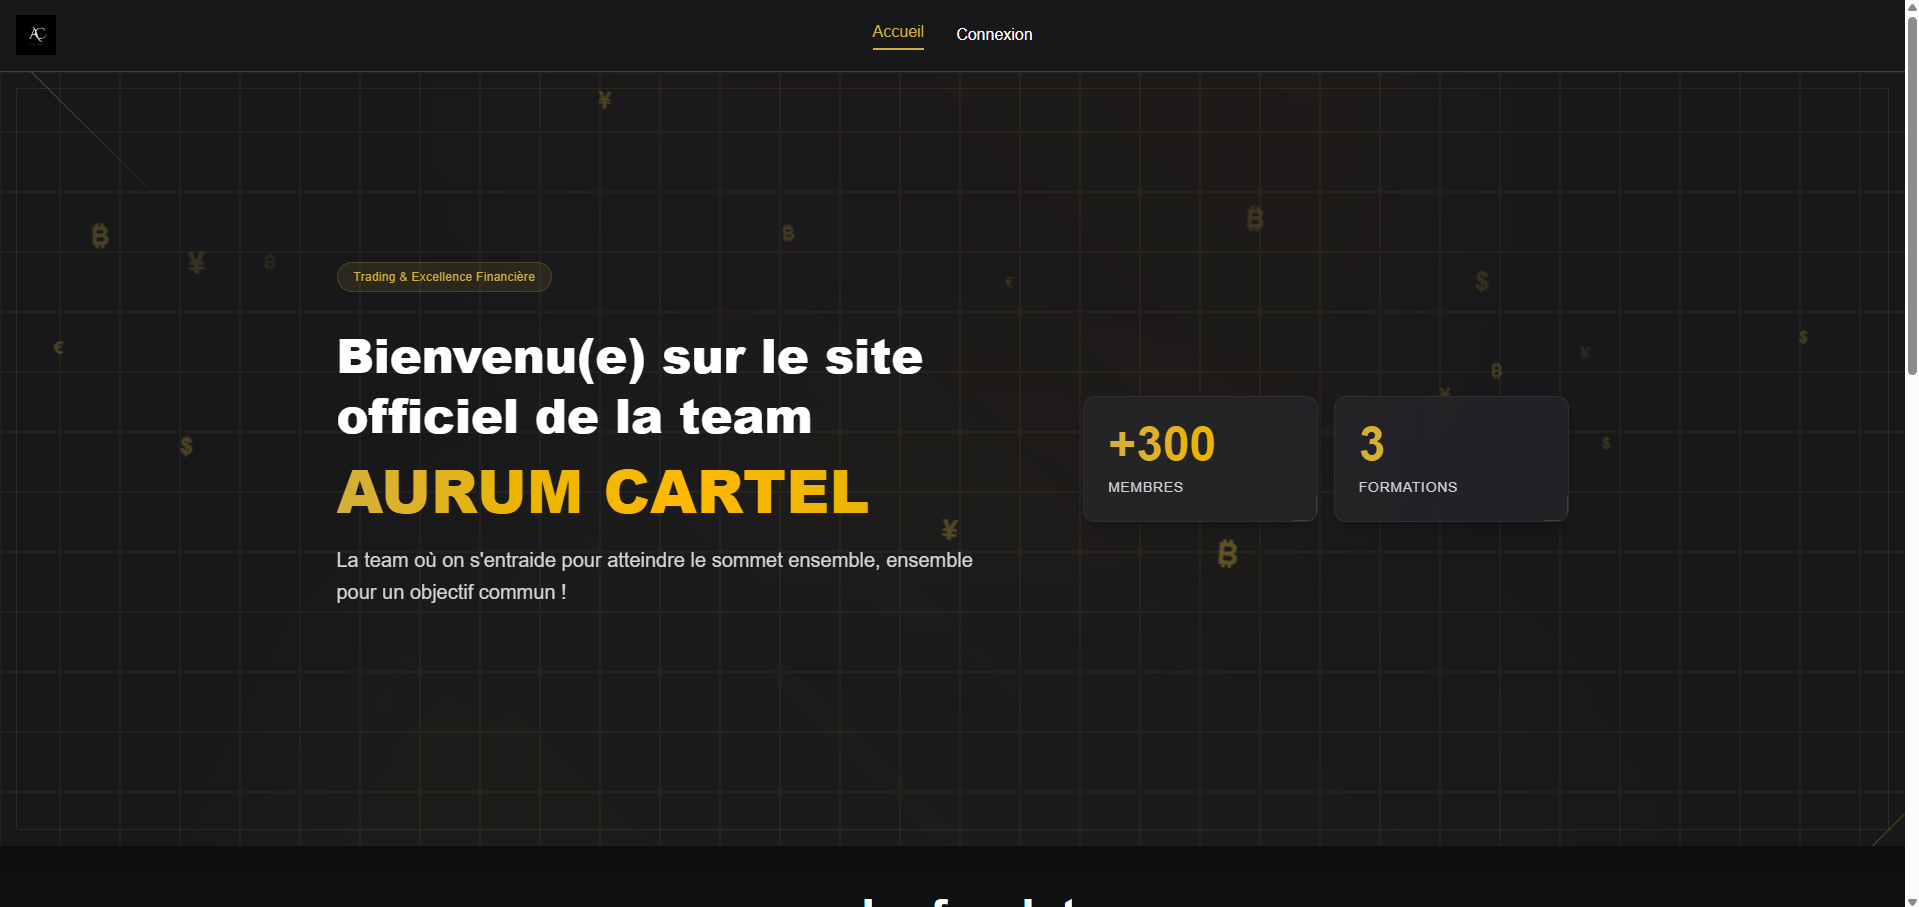 AC
Accueil
Connexion
Trading & Excellence Financière
Bienvenu(e) sur le site
officiel de la team
AURUM CARTEL
La team où on s'entraide pour atteindre le sommet ensemble, ensemble
pour un objectif commun !
+300
MEMBRES
3
FORMATIONS